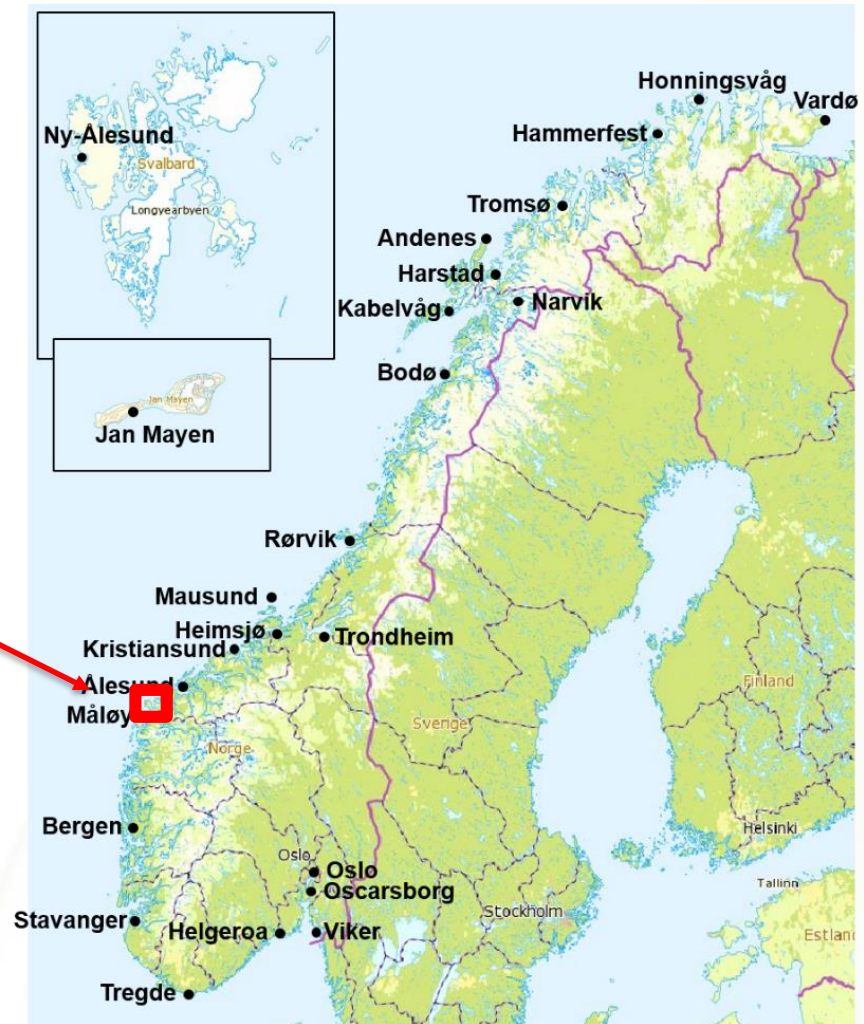 Honningsvåg
Vardø
Ny-Ålesund
Hammerfest
Svalbard
Longyearbyen
Tromsø
Andenes
Harstad
Kabelvåg
Narvik
Bodø
Jan Mayen
Jan Mayen
Rørvik
Mausund
Heimsjø
Trondheim
Kristiansund
Ålesund
Finland
Måløy
Sverige
Norge
Bergen
Helsinki
Oslo
Oslo
Tallinn
Oscarsborg
Stockholm
Stavanger
Helgeroa
Viker
Estland
Tregde